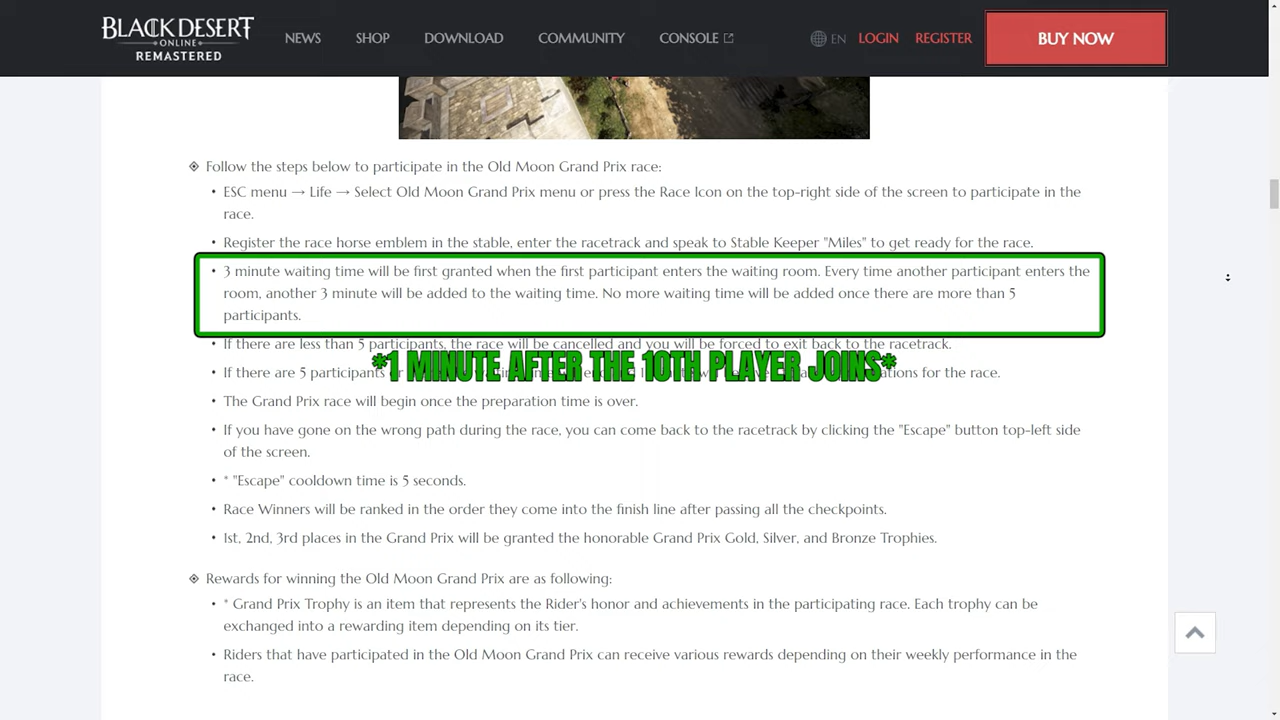 BLACK DESERT
ONLINE
REMASTERED
NEWS SHOP DOWNLOAD COMMUNITY CONSOLE EN LOGIN REGISTER BUY NOW
Follow the steps below to participate in the Old Moon Grand Prix race:
• ESC menu → Life → Select Old Moon Grand Prix menu or press the Race Icon on the top-right side of the screen to participate in the
race.
• Register the race horse emblem in the stable, enter the racetrack and speak to Stable Keeper "Miles" to get ready for the race.
• 3 minute waiting time will be first granted when the first participant enters the waiting room. Every time another participant enters the
room, another 3 minute will be added to the waiting time. No more waiting time will be added once there are more than 5
participants.
• If there are less than 5 participants, the race will be cancelled and you will be forced to exit back to the racetrack.
*1 MINUTE AFTER THE 10TH PLAYER JOINS*
• If there are 5 participants or for the race.
• The Grand Prix race will begin once the preparation time is over.
• If you have gone on the wrong path during the race, you can come back to the racetrack by clicking the "Escape" button top-left side
of the screen.
• * "Escape" cooldown time is 5 seconds.
• Race Winners will be ranked in the order they come into the finish line after passing all the checkpoints.
• 1st, 2nd, 3rd places in the Grand Prix will be granted the honorable Grand Prix Gold, Silver, and Bronze Trophies.
Rewards for winning the Old Moon Grand Prix are as following:
• * Grand Prix Trophy is an item that represents the Rider's honor and achievements in the participating race. Each trophy can be
exchanged into a rewarding item depending on its tier.
• Riders that have participated in the Old Moon Grand Prix can receive various rewards depending on their weekly performance in the
race.